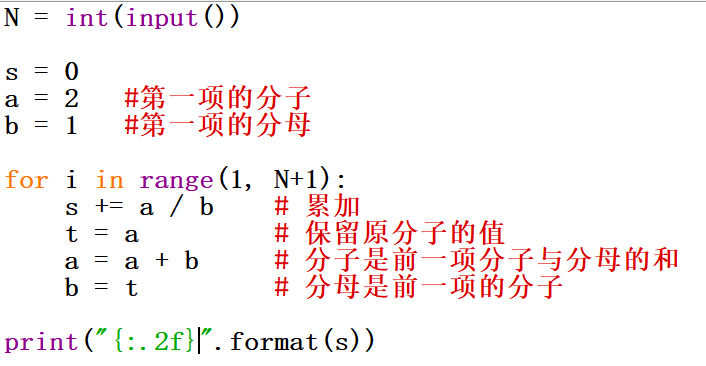 N = int(input())
s = 0
a = 2   #第一项的分子
b = 1   #第一项的分母
for i in range(1, N+1):
    s += a / b    # 累加
    t = a         # 保留原分子的值
    a = a + b     # 分子是前一项分子与分母的和
    b = t         # 分母是前一项的分子
print("{:.2f}".format(s))